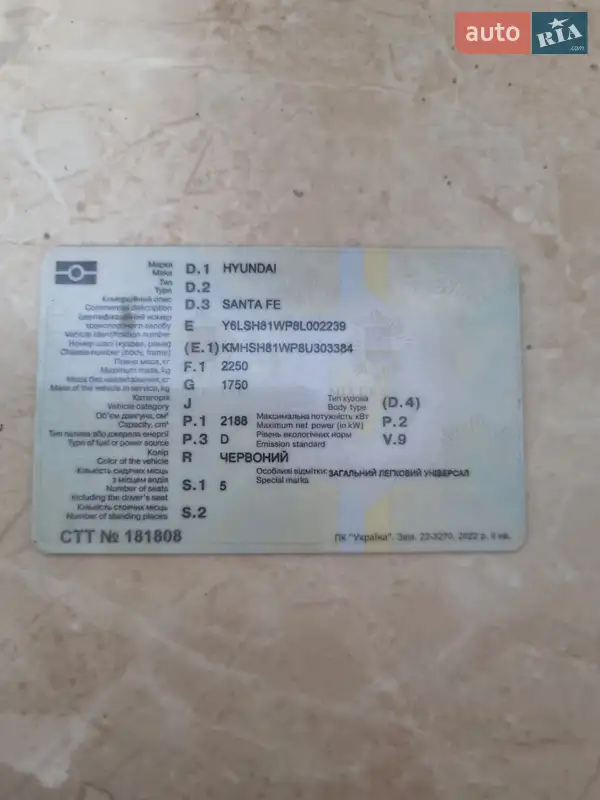 auto RIA .com
Марка
Make D.1 HYUNDAI
Тип
Type D.2
Комерційний опис
Commercial description D.3 SANTA FE
Ідентифікаційний номер
транспортного засобу
Vehicle identification number E Y6LSH81WP8L002239
Номер шасі (кузова, рами)
Chassis number (body, frame) (E.1) KMHSH81WP8U303384
Повна маса, кг
Maximum mass, kg F.1 2250
Маса без навантаження, кг
Mass of the vehicle in service, kg G 1750
Категорія
Vehicle category J Тип кузова
Body type (D.4)
Об'єм двигуна, см³
Capacity, cm³ P.1 2188 Максимальна потужність кВт
Maximum net power (in kW) P.2
Тип палива або джерела енергії
Type of fuel or power source P.3 D Рівень екологічних норм
Emission standard V.9
Колір
Color of the vehicle R ЧЕРВОНИЙ
Кількість сидячих місць
з місцем водія
Number of seats
including the driver's seat S.1 5 Особливі відмітки: ЗАГАЛЬНИЙ ЛЕГКОВИЙ УНІВЕРСАЛ
Special marks
Кількість стоячих місць
Number of standing places S.2
СТТ № 181808
ПК "Україна". Зам. 22-3270, 2022 р. ІІ кв.